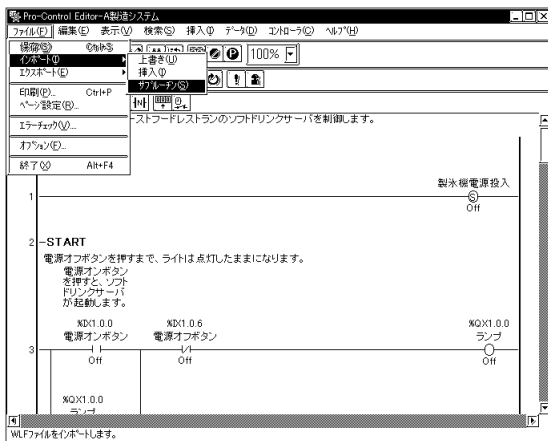 Pro-Control Editor-A製造システム
ファイル(F) 編集(E) 表示(V) 検索(S) 挿入(I) データ(D) コントローラ(C) ヘルプ(H)
保存(S) Ctrl+S
インポート(I)
エクスポート(E)
印刷(P)... Ctrl+P
ページ設定(R)...
エラーチェック(V)...
オプション(F)...
終了(X) Alt+F4
上書き(U)
挿入(I)
サブルーチン(S)
100%
ーストフードレストランのソフトドリンクサーバを制御します。
製氷機電源投入
1
S
Off
2 START
電源オフボタンを押すまで、ライトは点灯したままになります。
電源オンボタン
を押すと、ソフト
ドリンクサーバ
が起動します。
%IX1.0.0 %IX1.0.6 %QX1.0.0
電源オンボタン 電源オフボタン ランプ
3
Off Off Off
%QX1.0.0
ランプ
WLFファイルをインポートします。